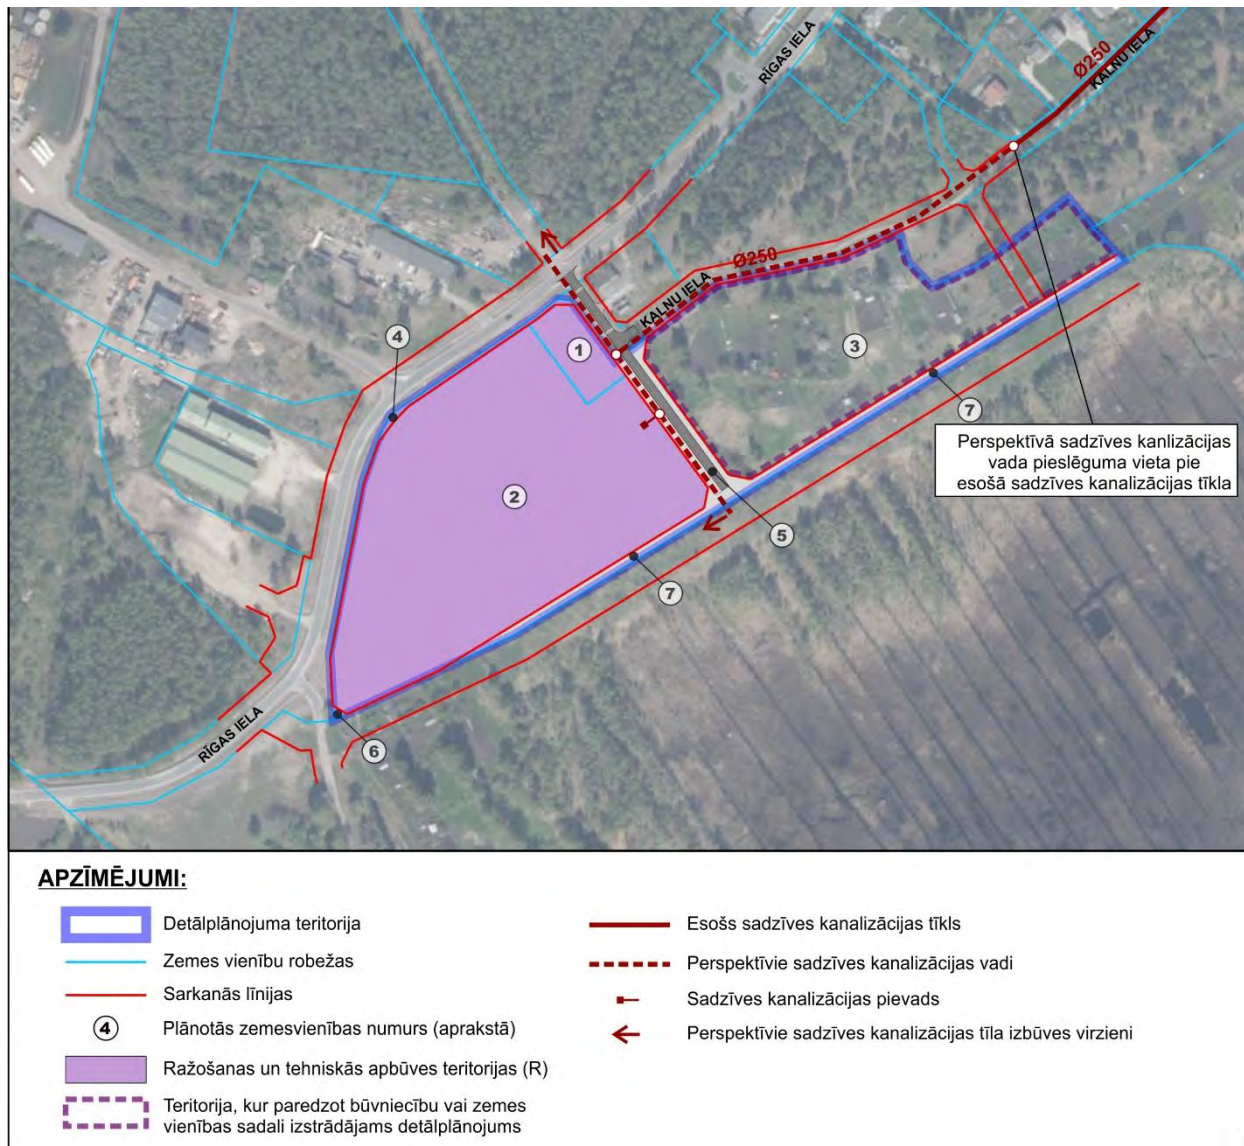 RĪGAS IELA
Ø250
KALNU IELA
Ø250
KALNU IELA
1
4
3
7
Perspektīvā sadzīves kanlizācijas
vada pieslēguma vieta pie
esošā sadzīves kanalizācijas tīkla
2
5
7
RĪGAS IELA
6
APZĪMĒJUMI:
Detālplānojuma teritorija
Zemes vienību robežas
Sarkanās līnijas
4 Plānotās zemesvienības numurs (aprakstā)
Ražošanas un tehniskās apbūves teritorijas (R)
Teritorija, kur paredzot būvniecību vai zemes
vienības sadali izstrādājams detālplānojums
Esošs sadzīves kanalizācijas tīkls
Perspektīvie sadzīves kanalizācijas vadi
Sadzīves kanalizācijas pievads
Perspektīvie sadzīves kanalizācijas tīla izbūves virzieni